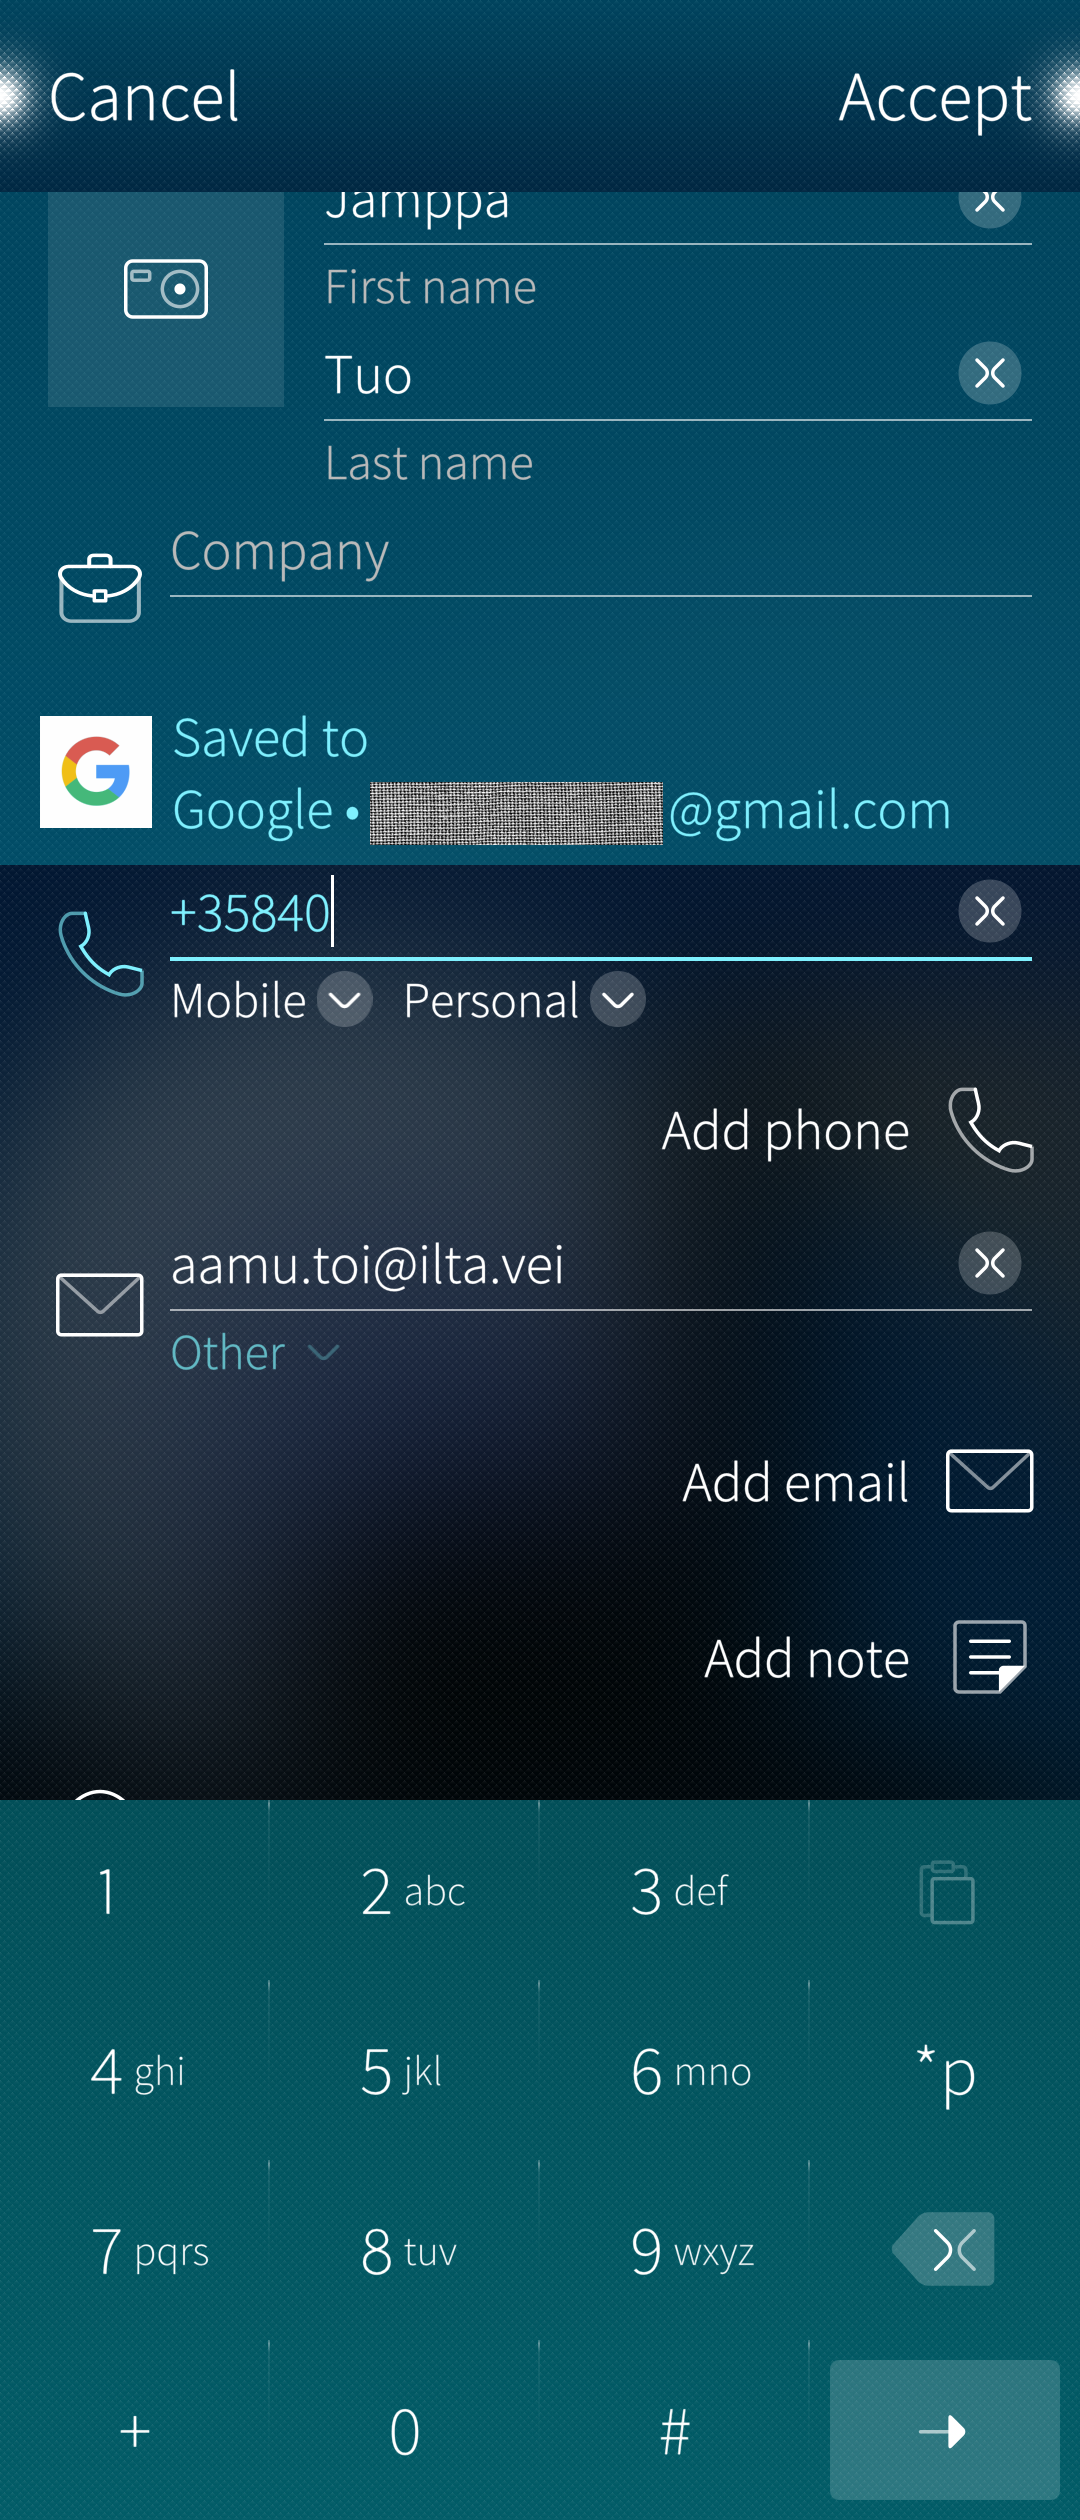 Cancel Accept
Jamppa
First name
Tuo
Last name
Company
Saved to
Google • @gmail.com
+35840
Mobile Personal
Add phone
aamu.toi@ilta.vei
Other
Add email
Add note
1 2 abc 3 def
4 ghi 5 jkl 6 mno *p
7 pqrs 8 tuv 9 wxyz
+ 0 #